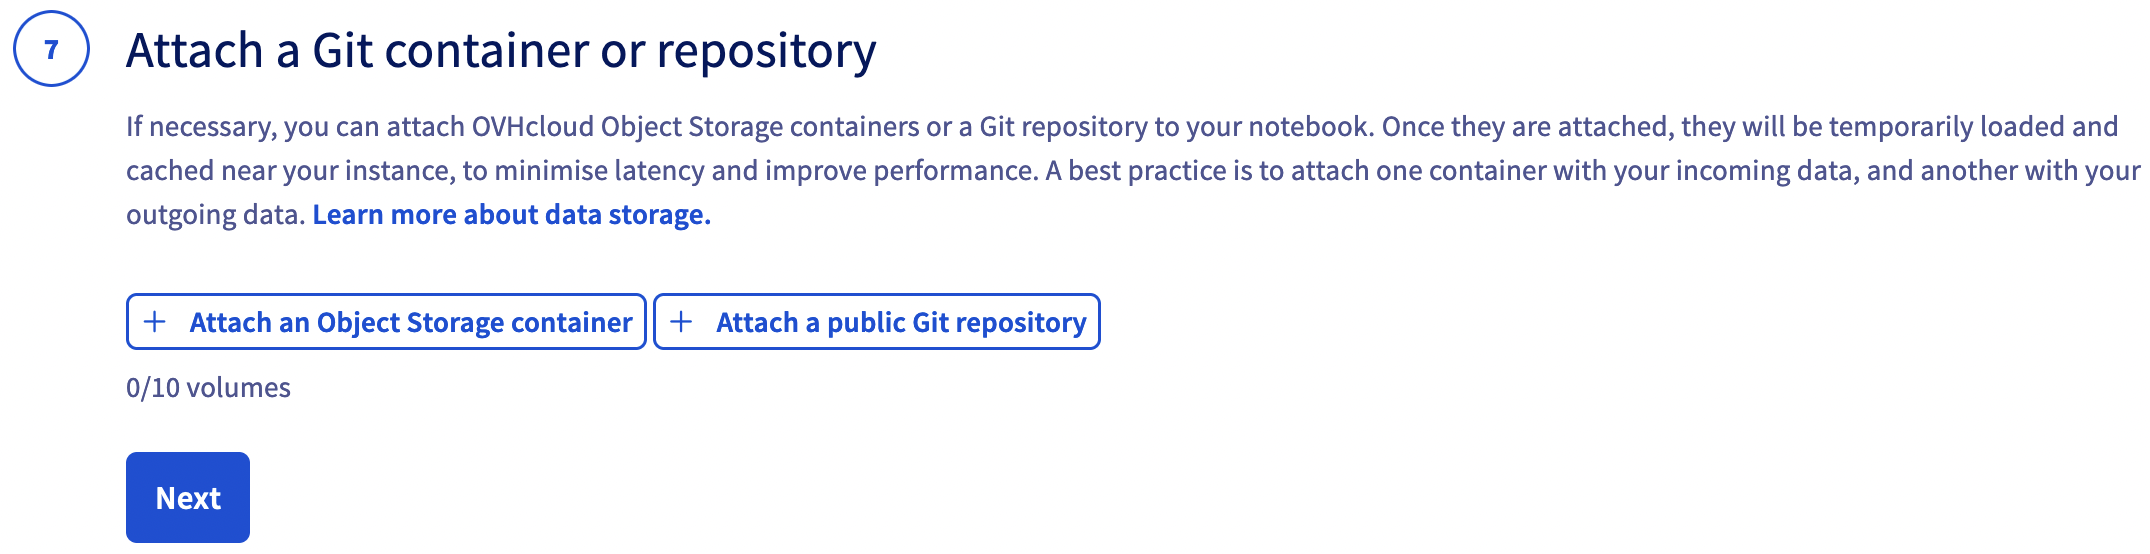 7
Attach a Git container or repository
If necessary, you can attach OVHcloud Object Storage containers or a Git repository to your notebook. Once they are attached, they will be temporarily loaded and
cached near your instance, to minimise latency and improve performance. A best practice is to attach one container with your incoming data, and another with your
outgoing data. Learn more about data storage.
+ Attach an Object Storage container + Attach a public Git repository
0/10 volumes
Next